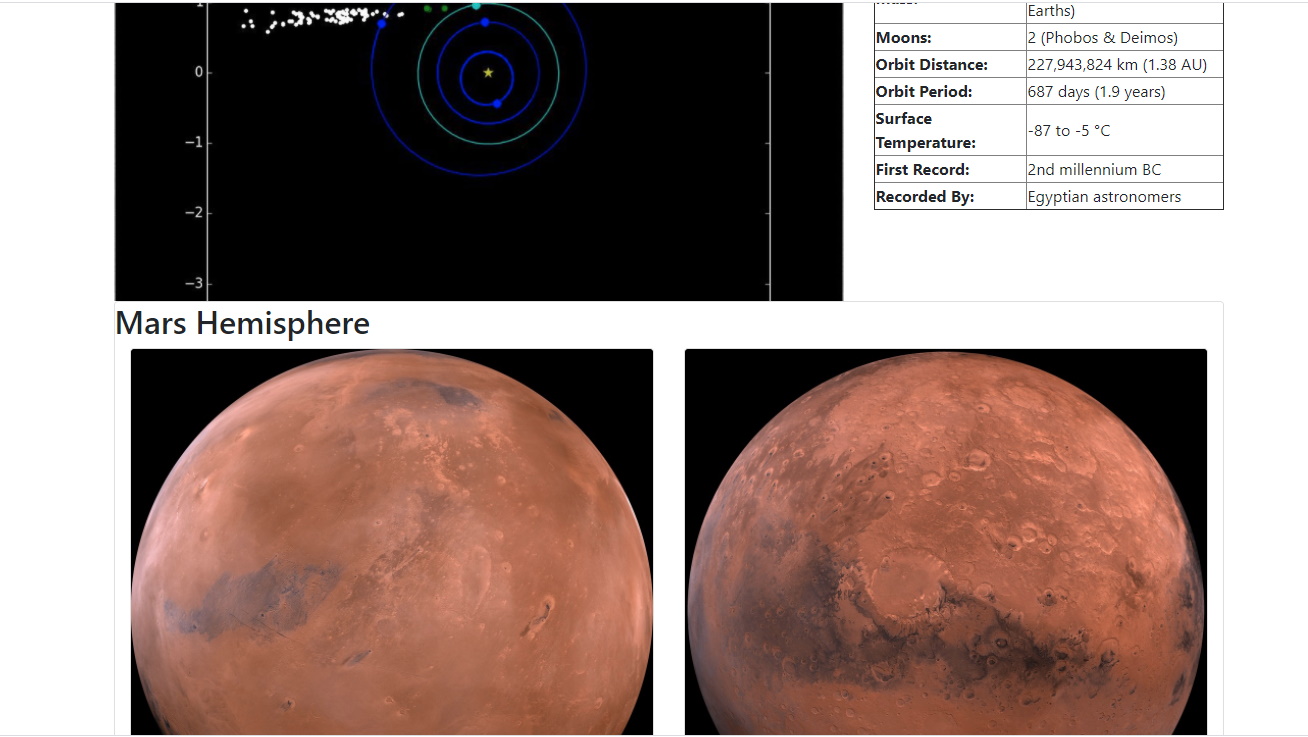 1
0
−1
−2
−3
Earths)
Moons: 2 (Phobos & Deimos)
Orbit Distance: 227,943,824 km (1.38 AU)
Orbit Period: 687 days (1.9 years)
Surface
Temperature: -87 to -5 °C
First Record: 2nd millennium BC
Recorded By: Egyptian astronomers
Mars Hemisphere